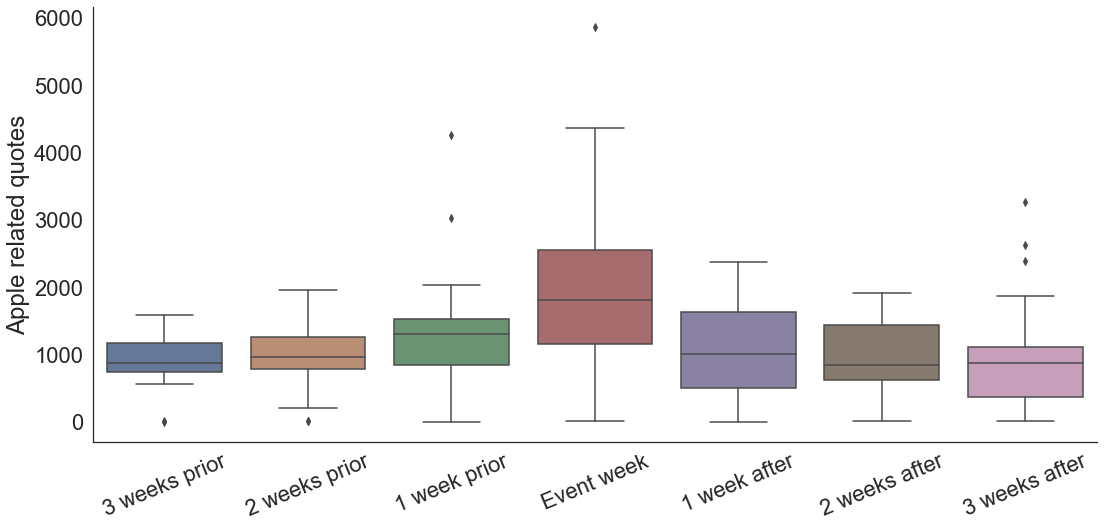 Apple related quotes
6000
5000
4000
3000
2000
1000
0
3 weeks prior
2 weeks prior
1 week prior
Event week
1 week after
2 weeks after
3 weeks after